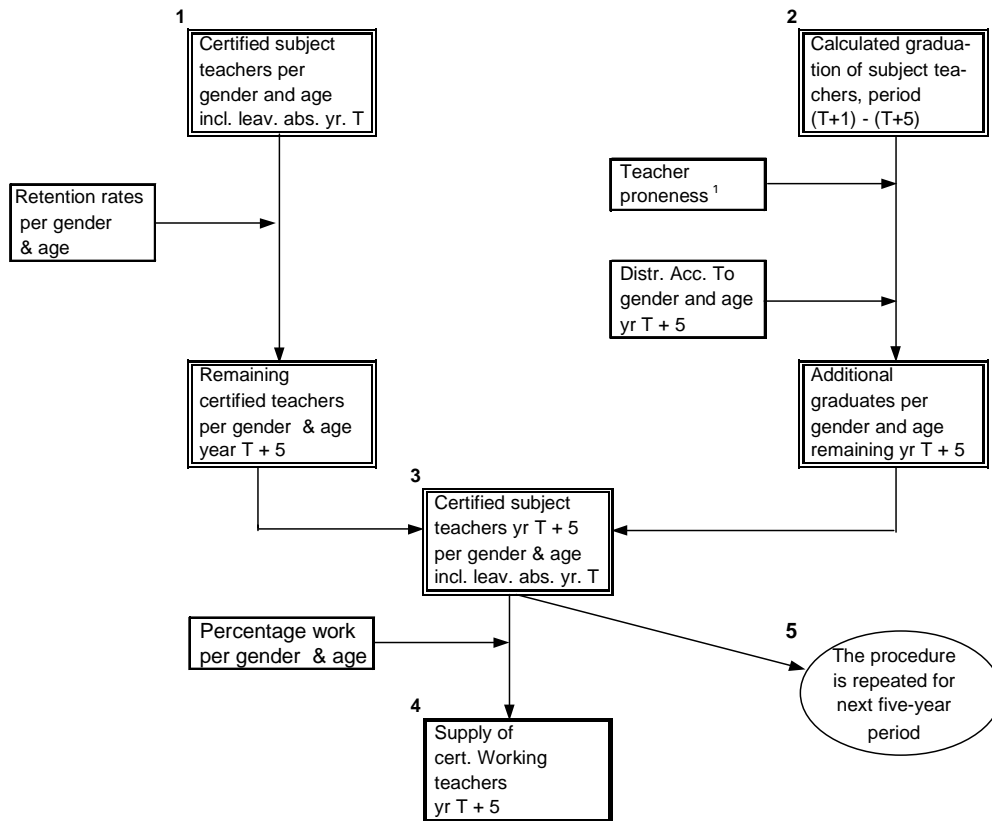 1
Certified subject
teachers per
gender and age
incl. leav. abs. yr. T
2
Calculated gradua-
tion of subject tea-
chers, period
(T+1) - (T+5)
Retention rates
per gender
& age
Teacher
proneness 1
Distr. Acc. To
gender and age
yr T + 5
Remaining
certified teachers
per gender & age
year T + 5
Additional
graduates per
gender and age
remaining yr T + 5
3
Certified subject
teachers yr T + 5
per gender & age
incl. leav. abs. yr. T
Percentage work
per gender & age
5
The procedure
is repeated for
next five-year
period
4
Supply of
cert. Working
teachers
yr T + 5